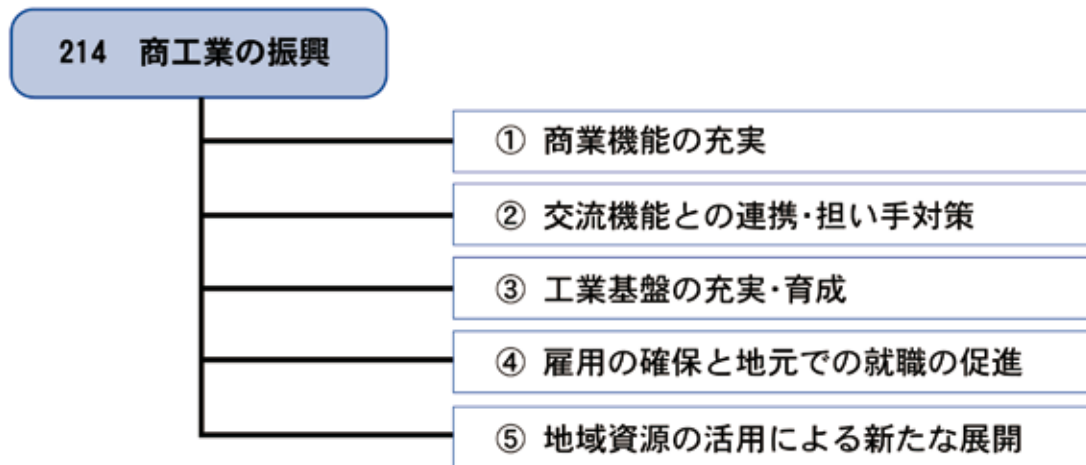 214　商工業の振興
① 商業機能の充実
② 交流機能との連携･担い手対策
③ 工業基盤の充実･育成
④ 雇用の確保と地元での就職の促進
⑤ 地域資源の活用による新たな展開